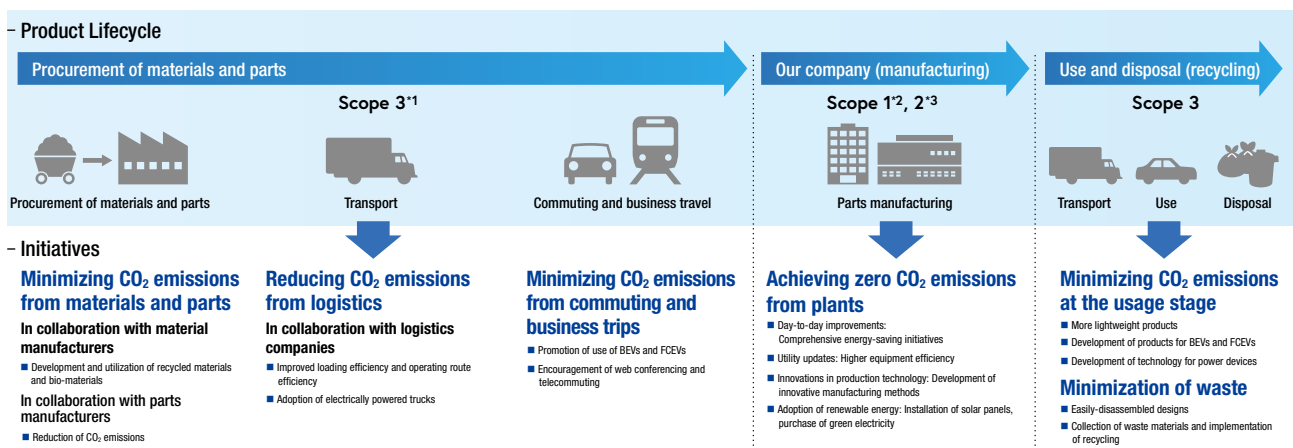 – Product Lifecycle
Procurement of materials and parts
Our company (manufacturing)
Use and disposal (recycling)
Scope 3*1
Scope 1*2, 2*3
Scope 3
Procurement of materials and parts
Transport
Commuting and business travel
Parts manufacturing
Transport
Use
Disposal
– Initiatives
Minimizing CO₂ emissions
from materials and parts
In collaboration with material
manufacturers
■ Development and utilization of recycled materials
and bio-materials
In collaboration with parts
manufacturers
■ Reduction of CO₂ emissions
Reducing CO₂ emissions
from logistics
In collaboration with logistics
companies
■ Improved loading efficiency and operating route
efficiency
■ Adoption of electrically powered trucks
Minimizing CO₂ emissions
from commuting and
business trips
■ Promotion of use of BEVs and FCEVs
■ Encouragement of web conferencing and
telecommuting
Achieving zero CO₂ emissions
from plants
■ Day-to-day improvements:
Comprehensive energy-saving initiatives
■ Utility updates: Higher equipment efficiency
■ Innovations in production technology: Development of
innovative manufacturing methods
■ Adoption of renewable energy: Installation of solar panels,
purchase of green electricity
Minimizing CO₂ emissions
at the usage stage
■ More lightweight products
■ Development of products for BEVs and FCEVs
■ Development of technology for power devices
Minimization of waste
■ Easily-disassembled designs
■ Collection of waste materials and implementation
of recycling